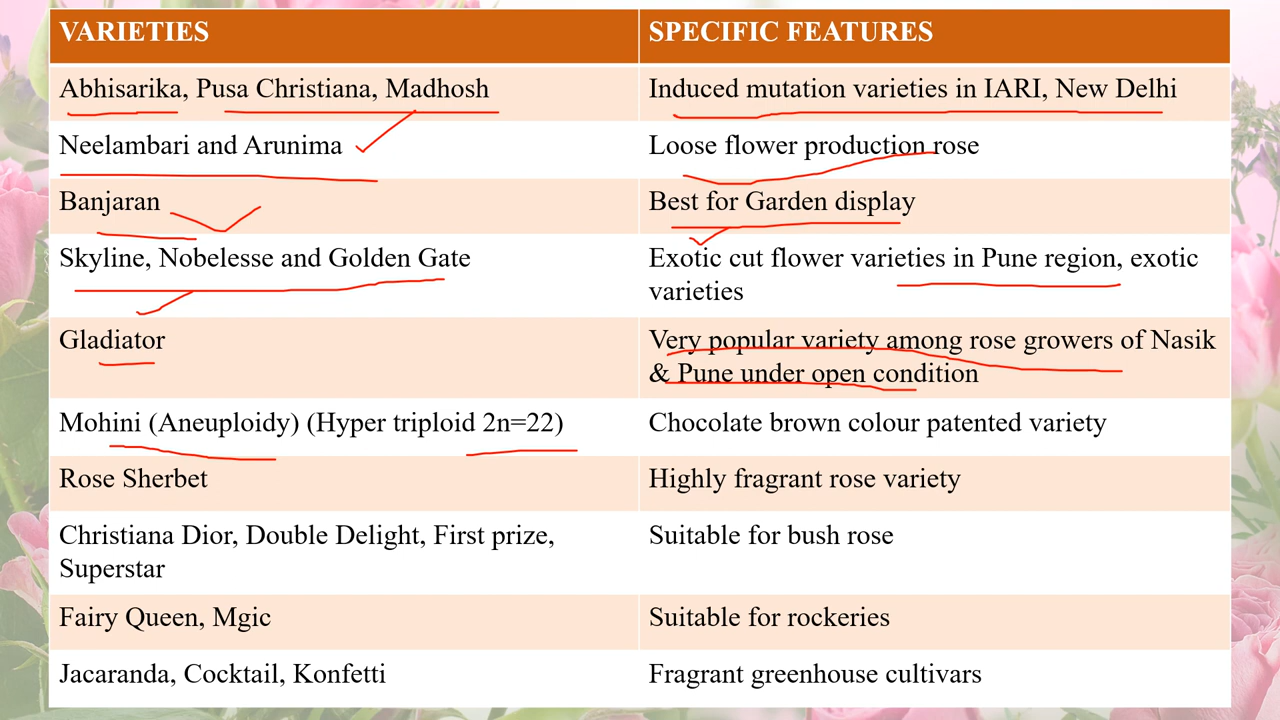 VARIETIES SPECIFIC FEATURES
Abhisarika, Pusa Christiana, Madhosh Induced mutation varieties in IARI, New Delhi
Neelambari and Arunima Loose flower production rose
Banjaran Best for Garden display
Skyline, Nobelesse and Golden Gate Exotic cut flower varieties in Pune region, exotic
varieties
Gladiator Very popular variety among rose growers of Nasik
& Pune under open condition
Mohini (Aneuploidy) (Hyper triploid 2n=22) Chocolate brown colour patented variety
Rose Sherbet Highly fragrant rose variety
Christiana Dior, Double Delight, First prize, Suitable for bush rose
Superstar
Fairy Queen, Mgic Suitable for rockeries
Jacaranda, Cocktail, Konfetti Fragrant greenhouse cultivars